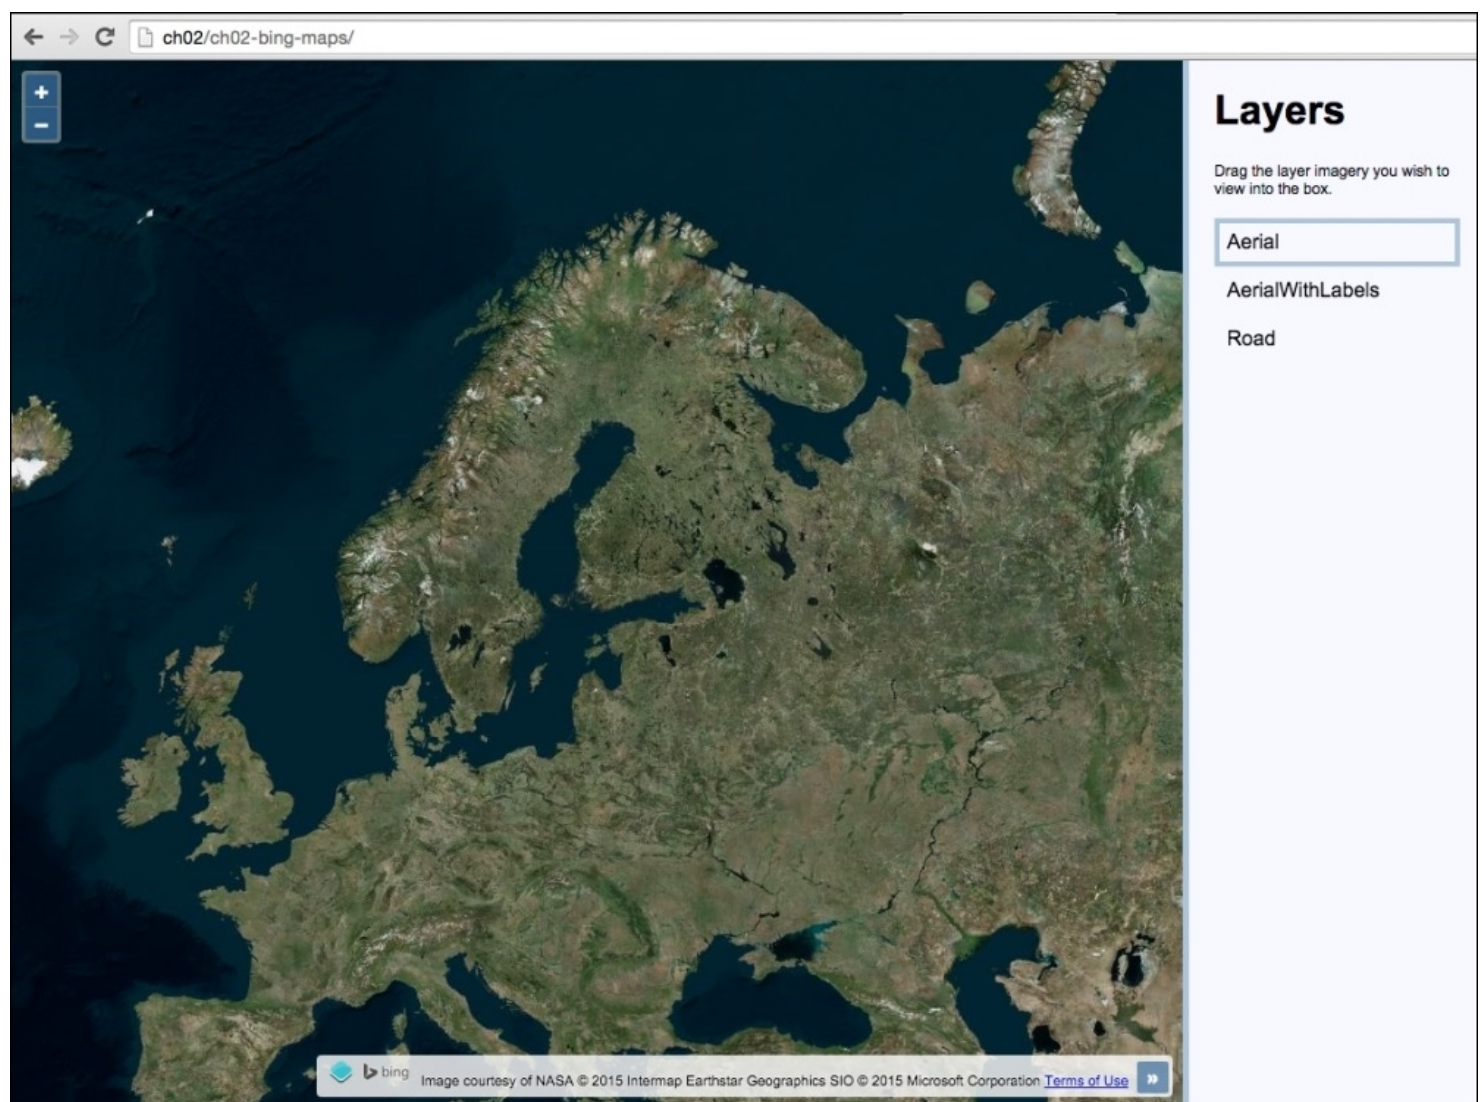 ch02/ch02-bing-maps/
+
−
Layers
Drag the layer imagery you wish to
view into the box.
Aerial
AerialWithLabels
Road
bing Image courtesy of NASA © 2015 Intermap Earthstar Geographics SIO © 2015 Microsoft Corporation Terms of Use »